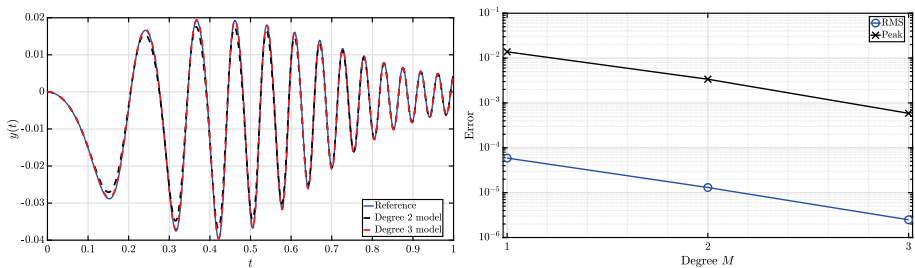 0.02
0.01
0
-0.01
-0.02
-0.03
-0.04
y(t)
0 0.1 0.2 0.3 0.4 0.5 0.6 0.7 0.8 0.9 1
t
Reference
Degree 2 model
Degree 3 model
10⁻¹
10⁻²
10⁻³
10⁻⁴
10⁻⁵
10⁻⁶
Error
1 2 3
Degree M
RMS
Peak